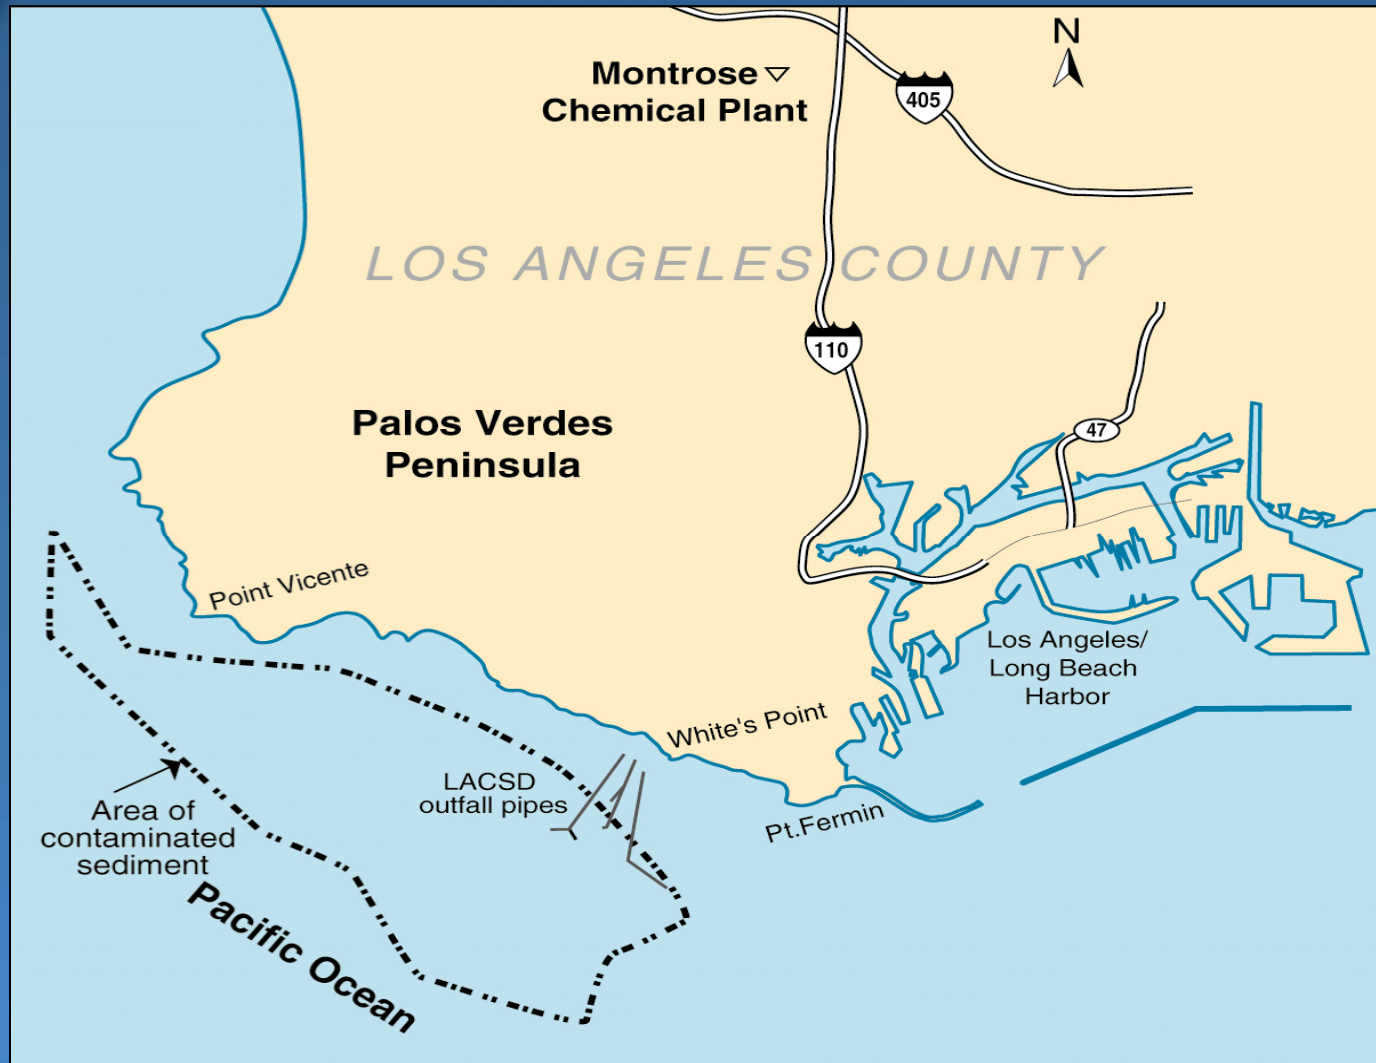 N
Montrose
Chemical Plant
405
LOS ANGELES COUNTY
110
Palos Verdes
Peninsula
47
Point Vicente
Los Angeles/
Long Beach
Harbor
White's Point
LACSD
outfall pipes
Pt.Fermin
Area of
contaminated
sediment
Pacific Ocean